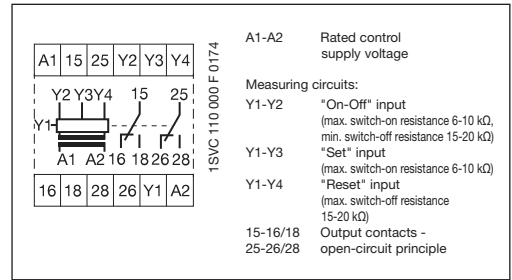 A1 15 25 Y2 Y3 Y4
Y2 Y3 Y4 15 25
Y1
A1 A2 16 18 26 28
16 18 28 26 Y1 A2
1SVC 110 000 F 0174
A1-A2 Rated control
supply voltage
Measuring circuits:
Y1-Y2 "On-Off" input
(max. switch-on resistance 6-10 kΩ,
min. switch-off resistance 15-20 kΩ)
Y1-Y3 "Set" input
(max. switch-on resistance 6-10 kΩ)
Y1-Y4 "Reset" input
(max. switch-off resistance
15-20 kΩ)
15-16/18 Output contacts -
25-26/28 open-circuit principle